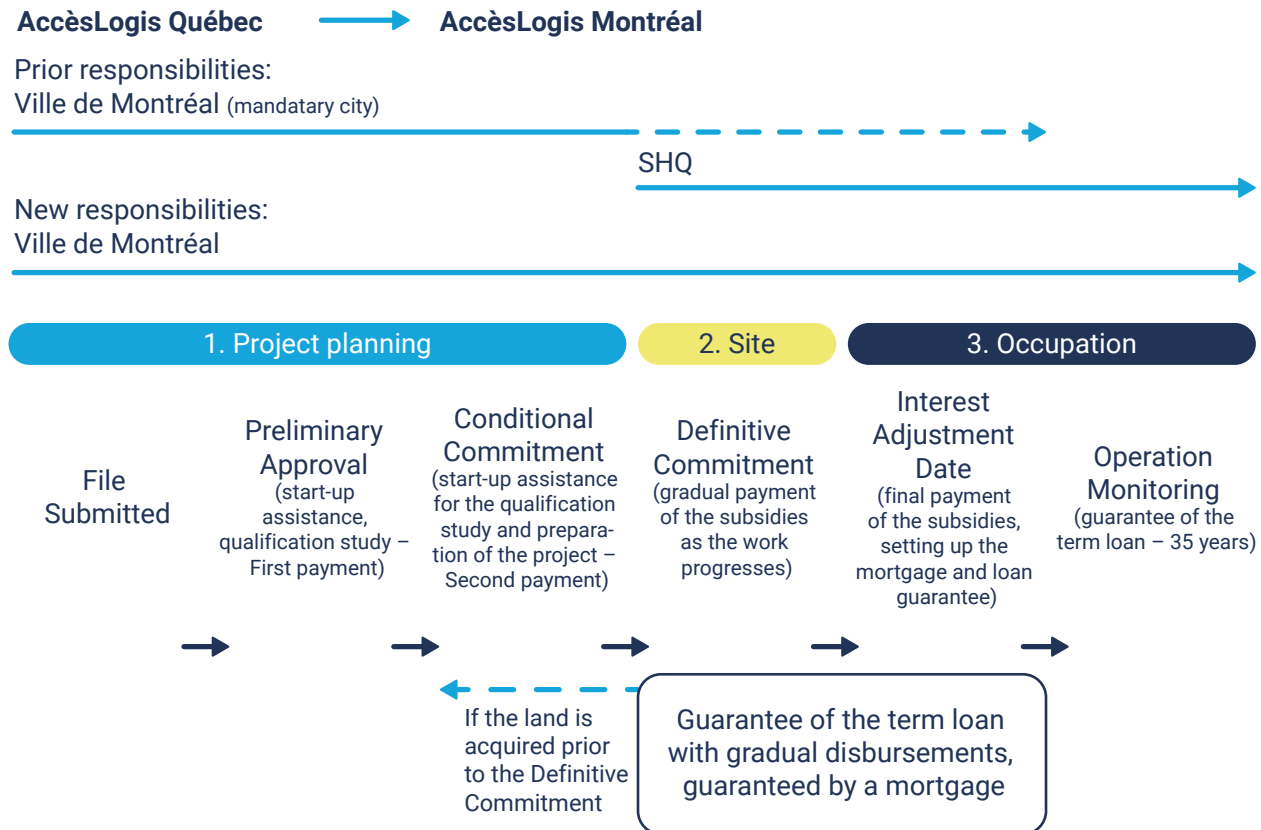 AccèsLogis Québec
AccèsLogis Montréal
Prior responsibilities:
Ville de Montréal (mandatary city)
SHQ
New responsibilities:
Ville de Montréal
1. Project planning
2. Site
3. Occupation
File
Submitted
Preliminary
Approval
(start-up
assistance,
qualification study –
First payment)
Conditional
Commitment
(start-up assistance
for the qualification
study and prepara-
tion of the project –
Second payment)
Definitive
Commitment
(gradual payment
of the subsidies
as the work
progresses)
Interest
Adjustment
Date
(final payment
of the subsidies,
setting up the
mortgage and loan
guarantee)
Operation
Monitoring
(guarantee of the
term loan – 35 years)
If the land is
acquired prior
to the Definitive
Commitment
Guarantee of the term loan
with gradual disbursements,
guaranteed by a mortgage